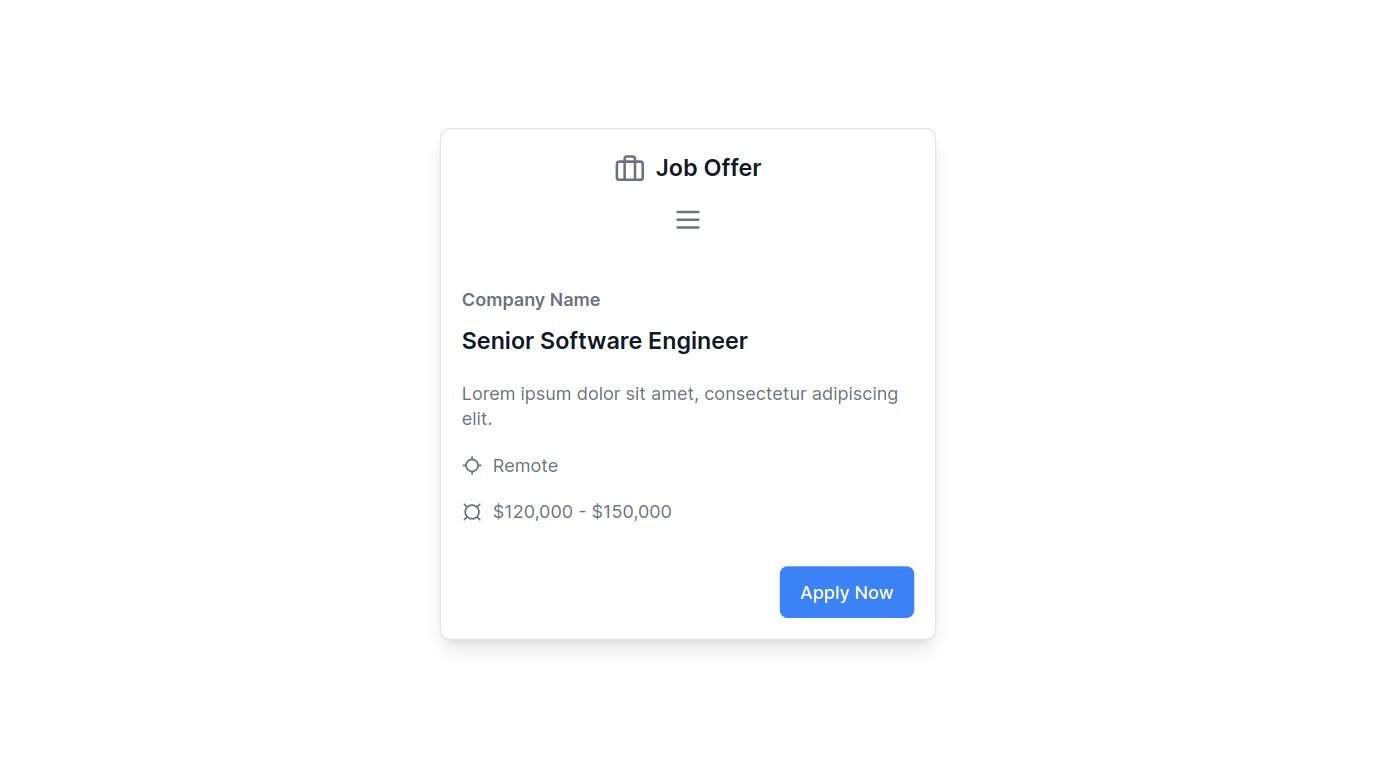 Job Offer
Company Name
Senior Software Engineer
Lorem ipsum dolor sit amet, consectetur adipiscing
elit.
Remote
$120,000 - $150,000
Apply Now